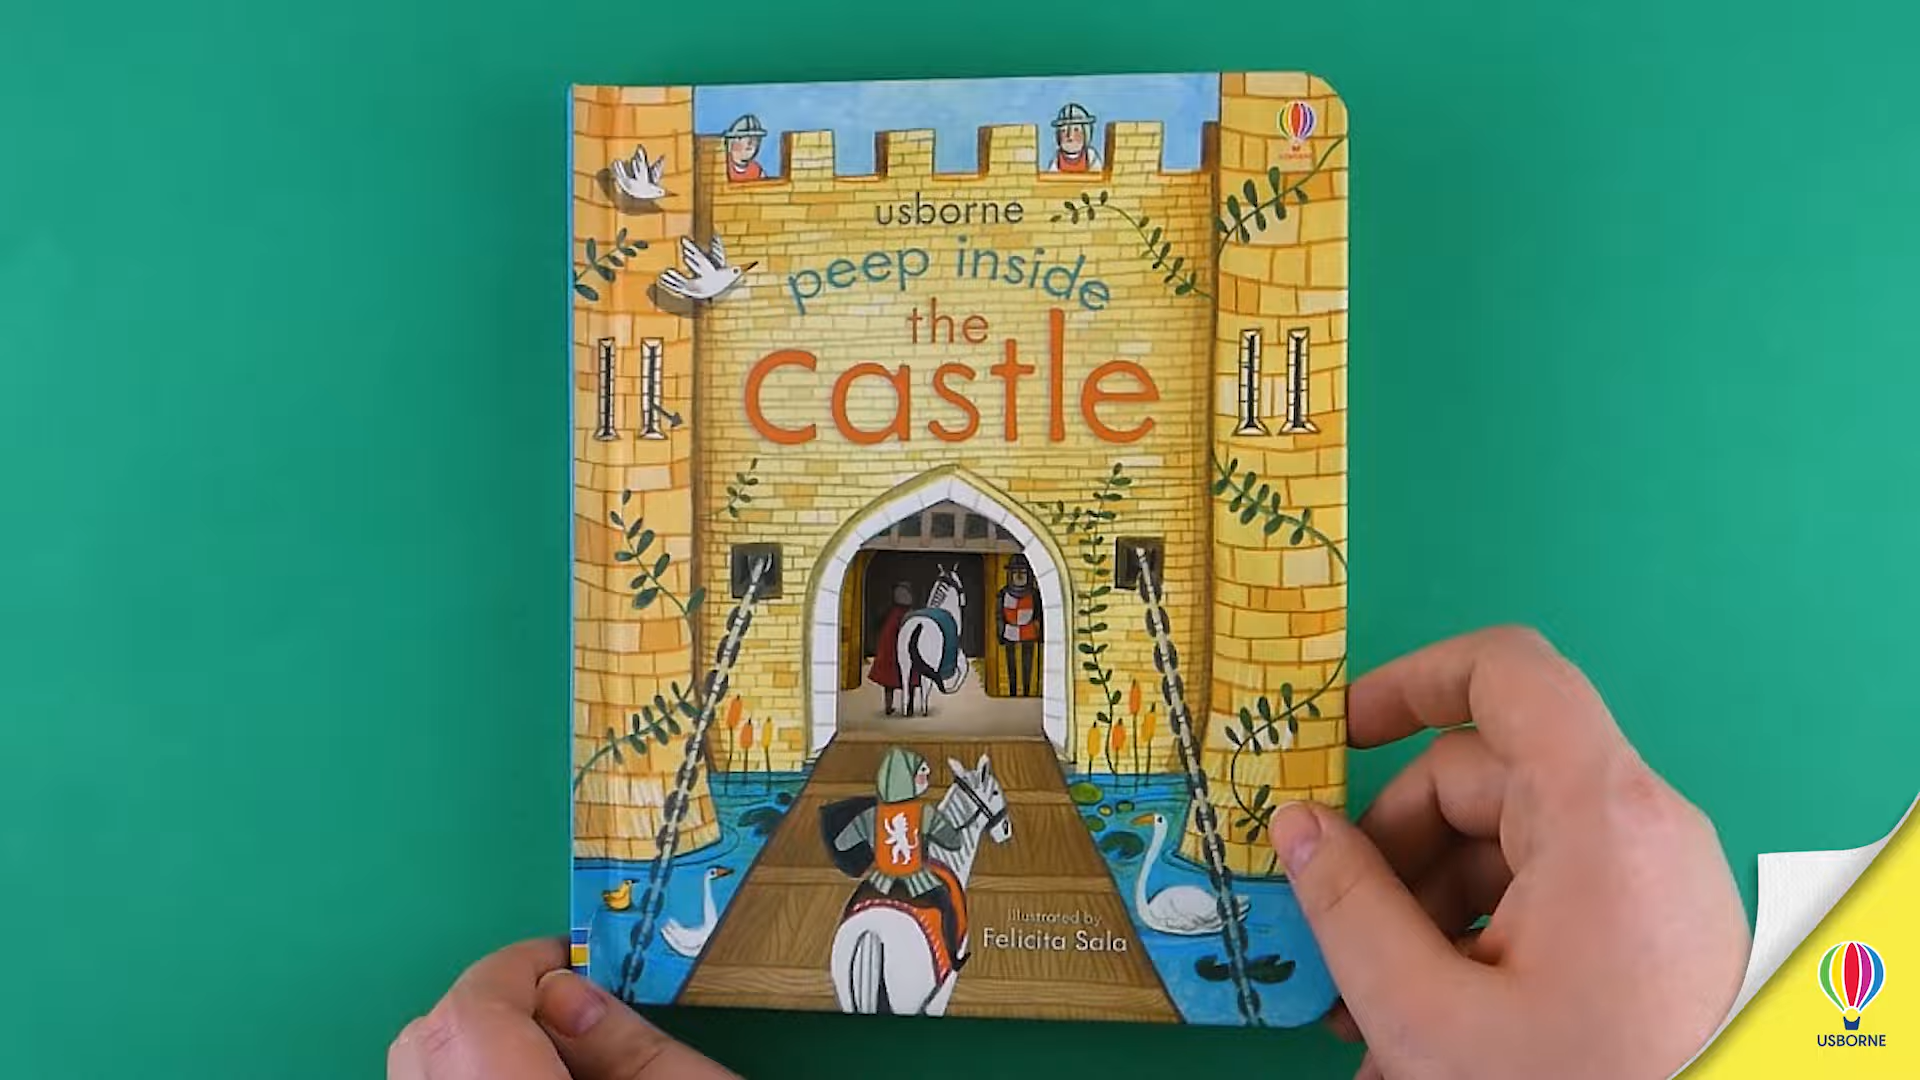 usborne
peep inside
the
castle
illustrated by
Felicita Sala
USBORNE